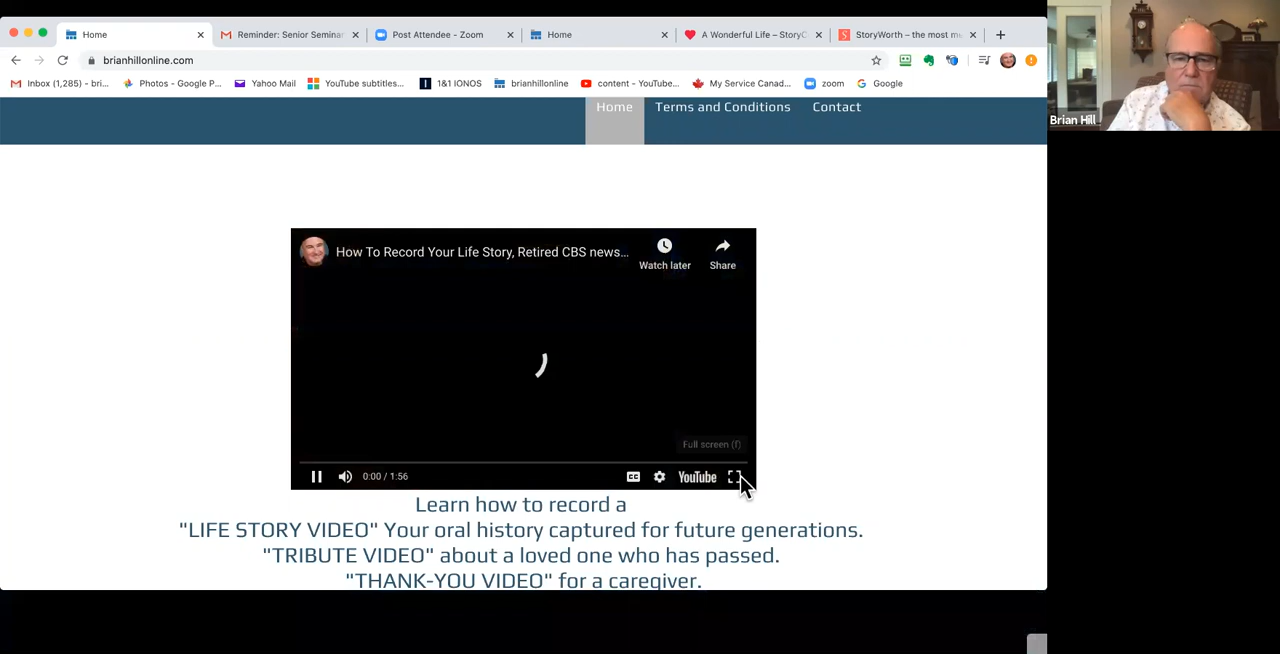 Home
Reminder: Senior Seminar
Post Attendee - Zoom
Home
A Wonderful Life – StoryC
StoryWorth – the most m
brianhillonline.com
Inbox (1,285) - bri...
Photos - Google P...
Yahoo Mail
YouTube subtitles...
1&1 IONOS
brianhillonline
content - YouTube...
My Service Canad...
zoom
Google
Home
Terms and Conditions
Contact
Brian Hill
How To Record Your Life Story, Retired CBS news...
Watch later
Share
Full screen (f)
0:00 / 1:56
CC
YouTube
Learn how to record a
"LIFE STORY VIDEO" Your oral history captured for future generations.
"TRIBUTE VIDEO" about a loved one who has passed.
"THANK-YOU VIDEO" for a caregiver.